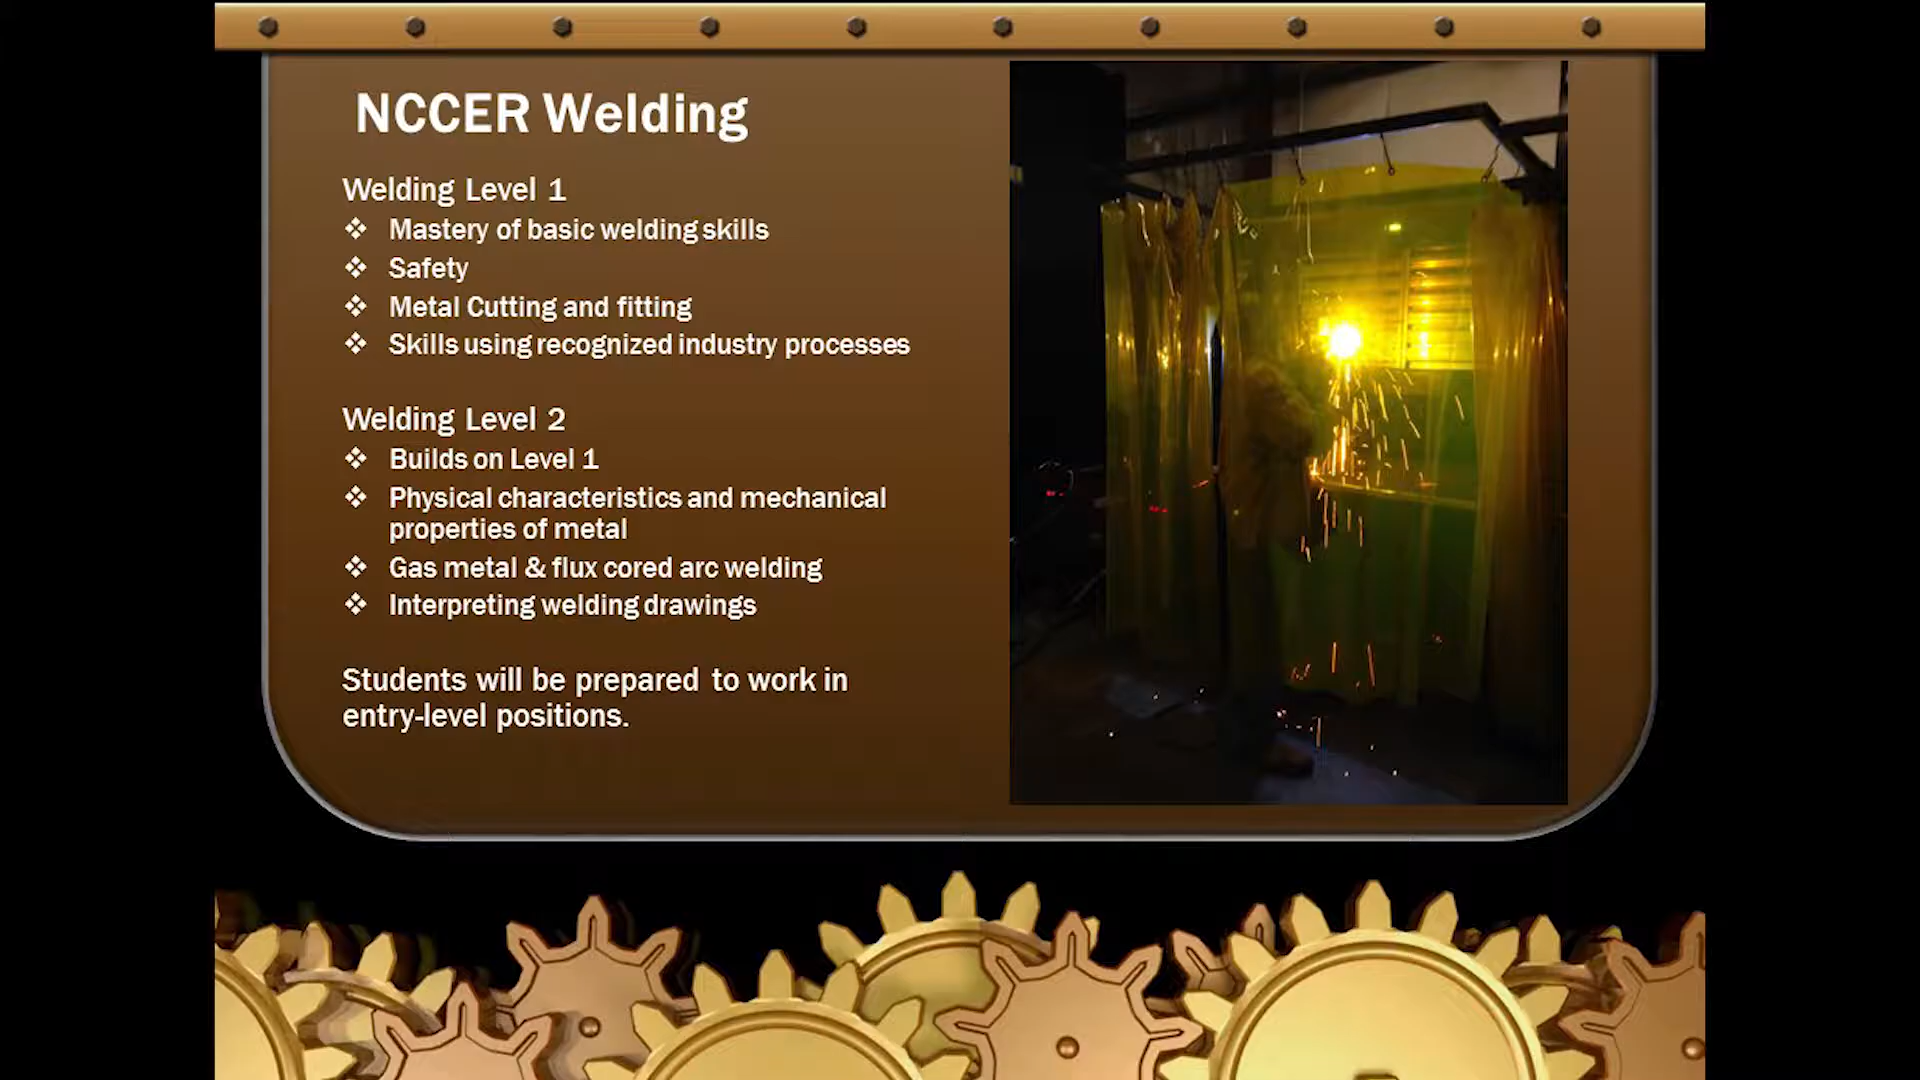 NCCER Welding
Welding Level 1
❖ Mastery of basic welding skills
❖ Safety
❖ Metal Cutting and fitting
❖ Skills using recognized industry processes
Welding Level 2
❖ Builds on Level 1
❖ Physical characteristics and mechanical
properties of metal
❖ Gas metal & flux cored arc welding
❖ Interpreting welding drawings
Students will be prepared to work in
entry-level positions.